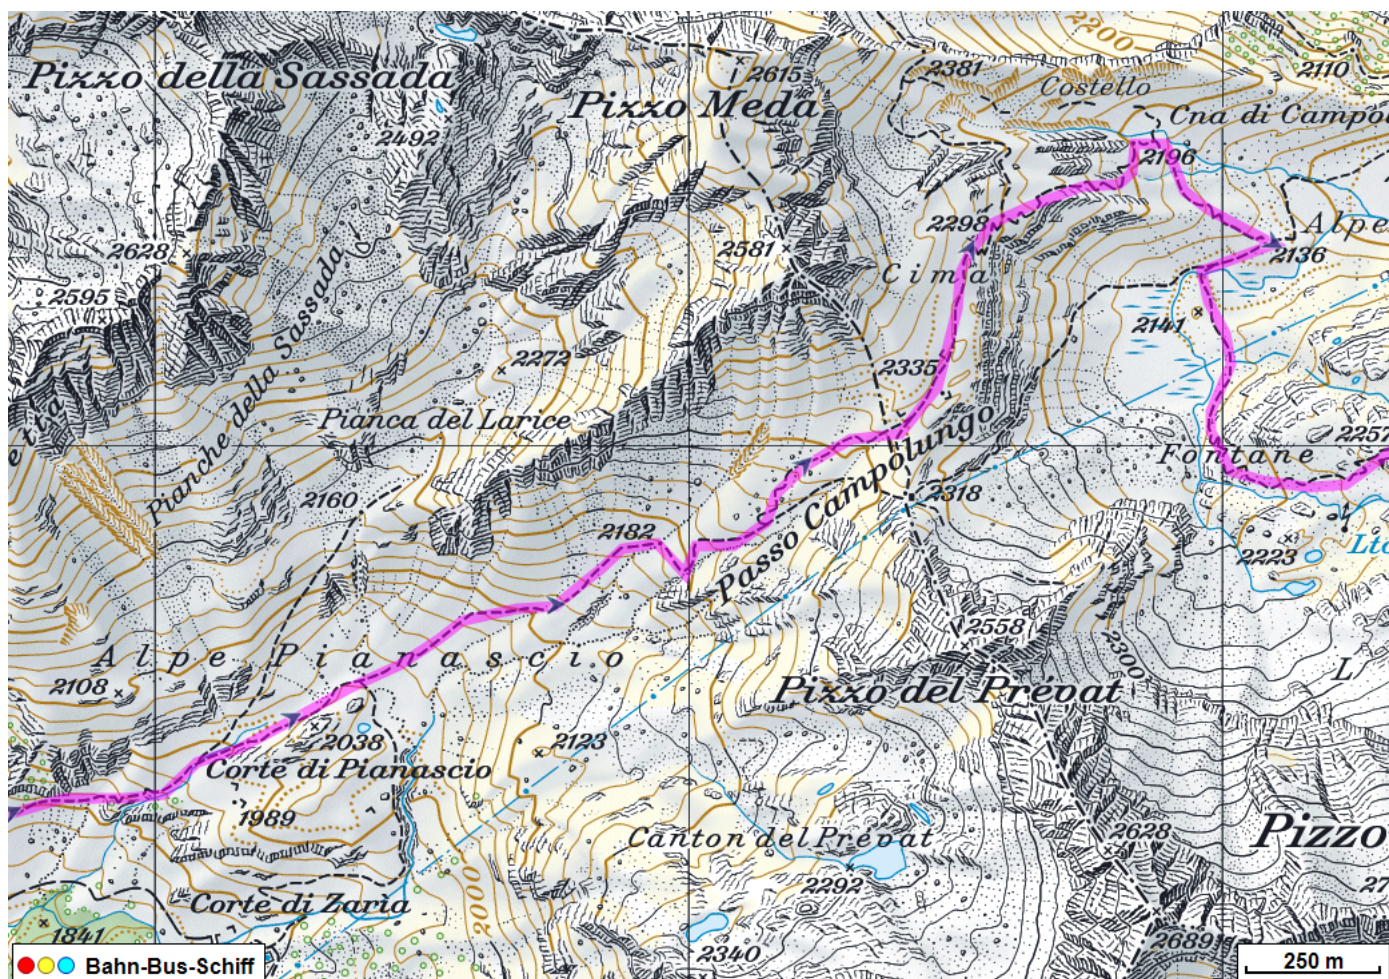 2200
Pizzo della Sassada
2615
2381
2110
Costello
Pizzo Meda
Cna di Campo
2492
2196
2298
Alpe
2628
2581
2136
Cima
2595
2141
2272
2335
Pianche della Sassada
Pianca del Larice
etta
2257
Fontane
2160
2318
Passo Campolungo
2182
2223
2558
2300
Alpe Pianascio
L
2108
Pizzo del Prévat
2038
2123
Corte di Pianascio
1989
Canton del Prévat
2628
Pizzo
2292
2000
Corte di Zaria
1841
2340
2689
Bahn-Bus-Schiff
250 m